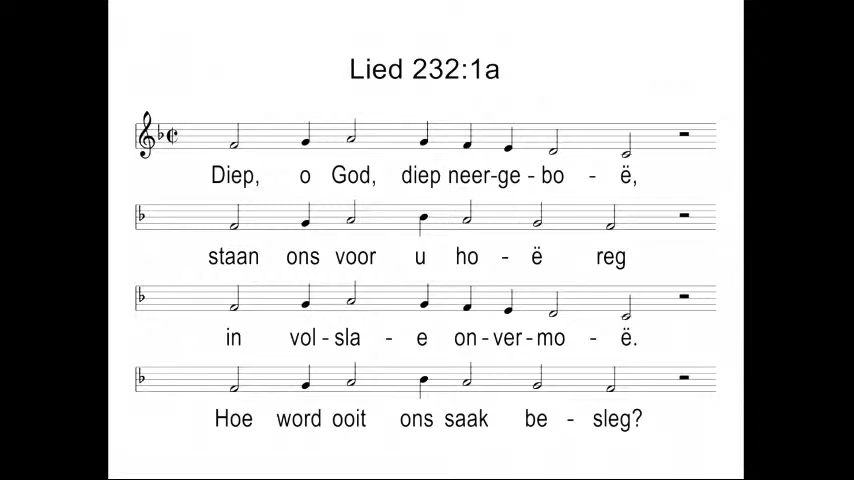 Lied 232:1a
Diep, o God, diep neer-ge - bo - ë,
staan ons voor u ho - ë reg
in vol - sla - e on - ver - mo - ë.
Hoe word ooit ons saak be - sleg?